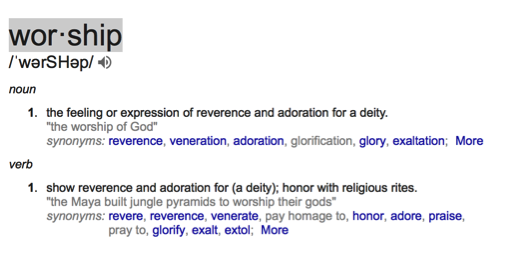 wor·ship
/ˈwərSHəp/
noun
1. the feeling or expression of reverence and adoration for a deity.
"the worship of God"
synonyms: reverence, veneration, adoration, glorification, glory, exaltation; More
verb
1. show reverence and adoration for (a deity); honor with religious rites.
"the Maya built jungle pyramids to worship their gods"
synonyms: revere, reverence, venerate, pay homage to, honor, adore, praise,
pray to, glorify, exalt, extol; More